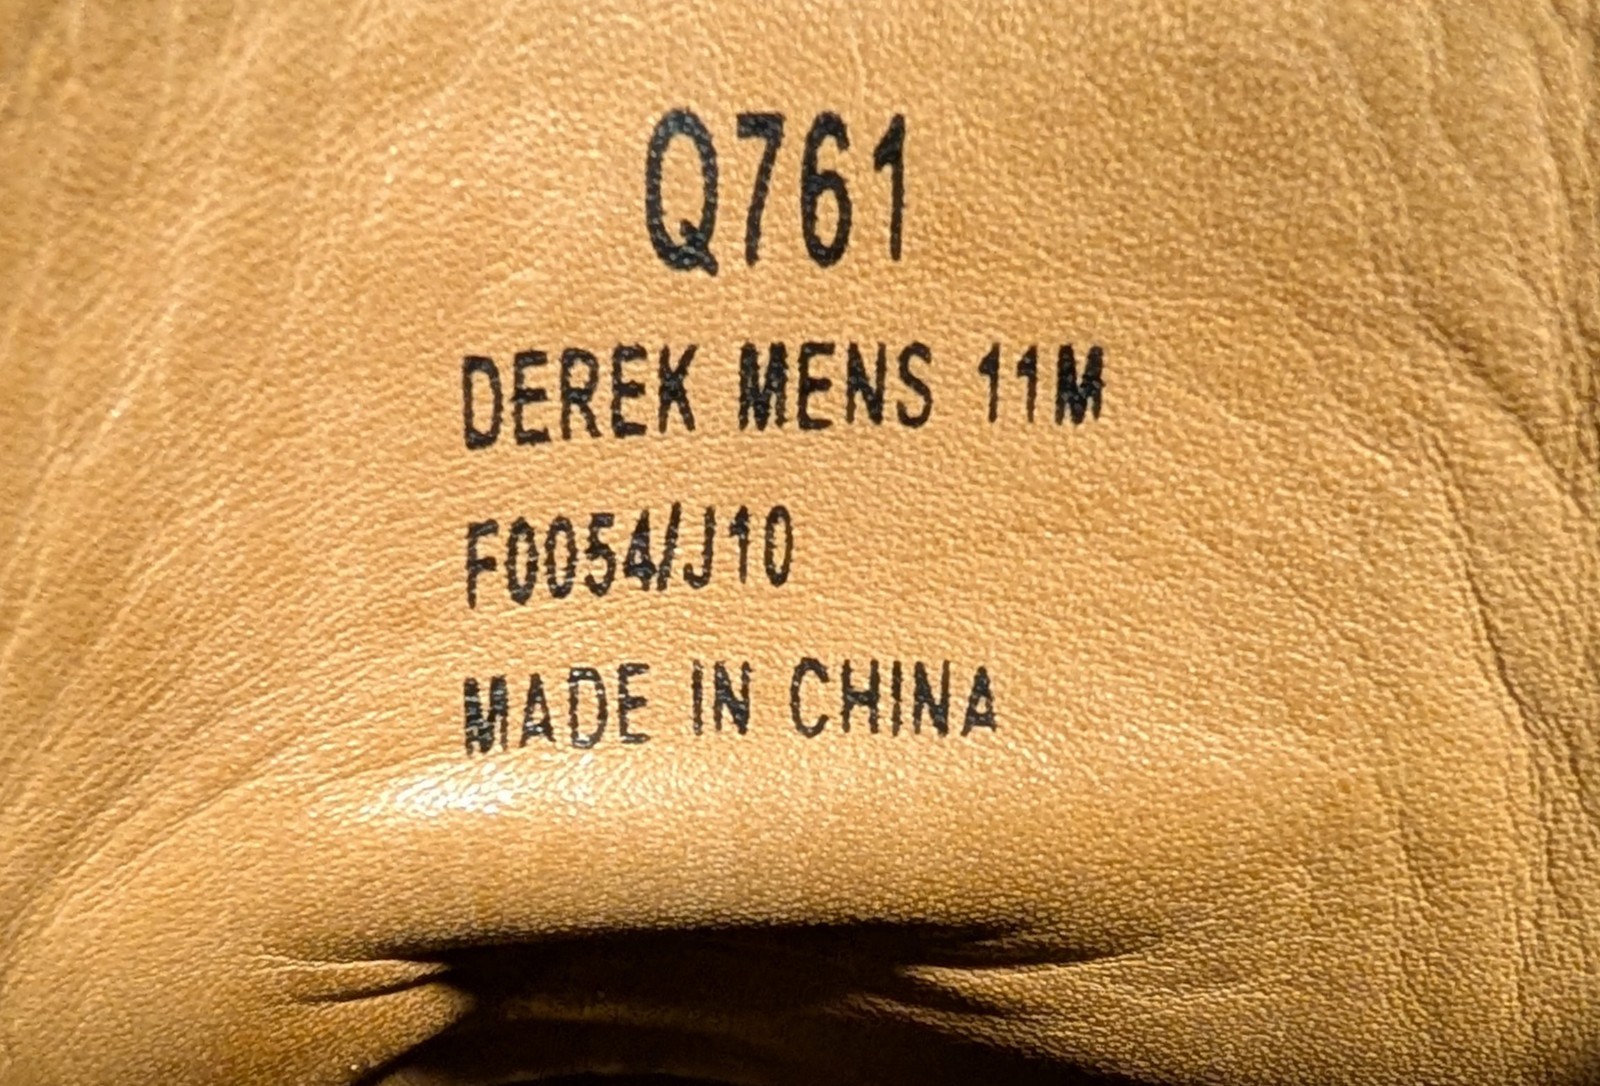 Q761
DEREK MENS 11M
F0054/J10
MADE IN CHINA